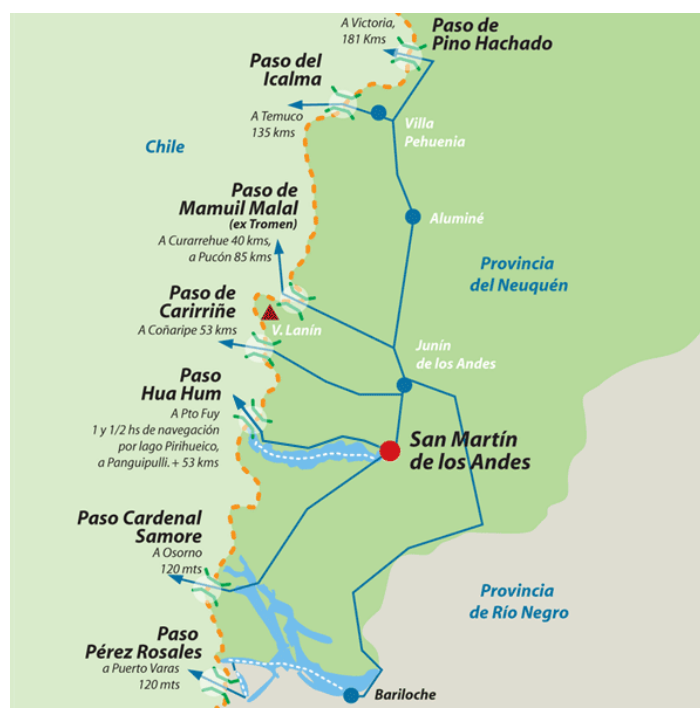 A Victoria,
181 Kms
Paso de
Pino Hachado
Paso del
Icalma
A Temuco
135 kms
Villa
Pehuenia
Chile
Paso de
Mamuil Malal
(ex Tromen)
A Curarrehue 40 kms,
a Pucón 85 kms
Aluminé
Provincia
del Neuquén
Paso de
Carirriñe
A Coñaripe 53 kms
V. Lanín
Junín
de los Andes
Paso
Hua Hum
A Pto Fuy
1 y 1/2 hs de navegación
por lago Pirihueico,
a Panguipulli. + 53 kms
San Martín
de los Andes
Paso Cardenal
Samore
A Osorno
120 mts
Provincia
de Río Negro
Paso
Pérez Rosales
a Puerto Varas
120 mts
Bariloche